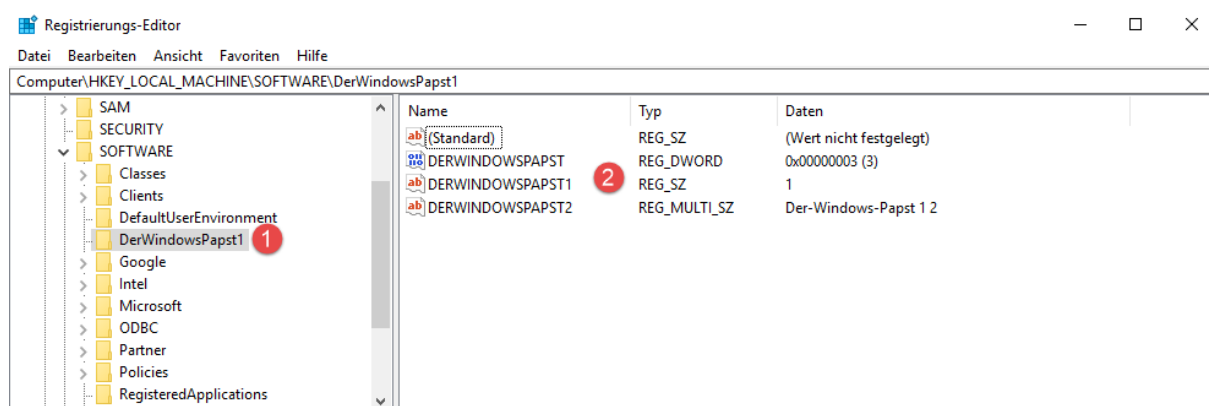 Registrierungs-Editor
Datei Bearbeiten Ansicht Favoriten Hilfe
Computer\HKEY_LOCAL_MACHINE\SOFTWARE\DerWindowsPapst1
SAM
SECURITY
SOFTWARE
Classes
Clients
DefaultUserEnvironment
DerWindowsPapst1 1
Google
Intel
Microsoft
ODBC
Partner
Policies
RegisteredApplications
Name Typ Daten
(Standard) REG_SZ (Wert nicht festgelegt)
DERWINDOWSPAPST REG_DWORD 0x00000003 (3)
DERWINDOWSPAPST1 2 REG_SZ 1
DERWINDOWSPAPST2 REG_MULTI_SZ Der-Windows-Papst 1 2